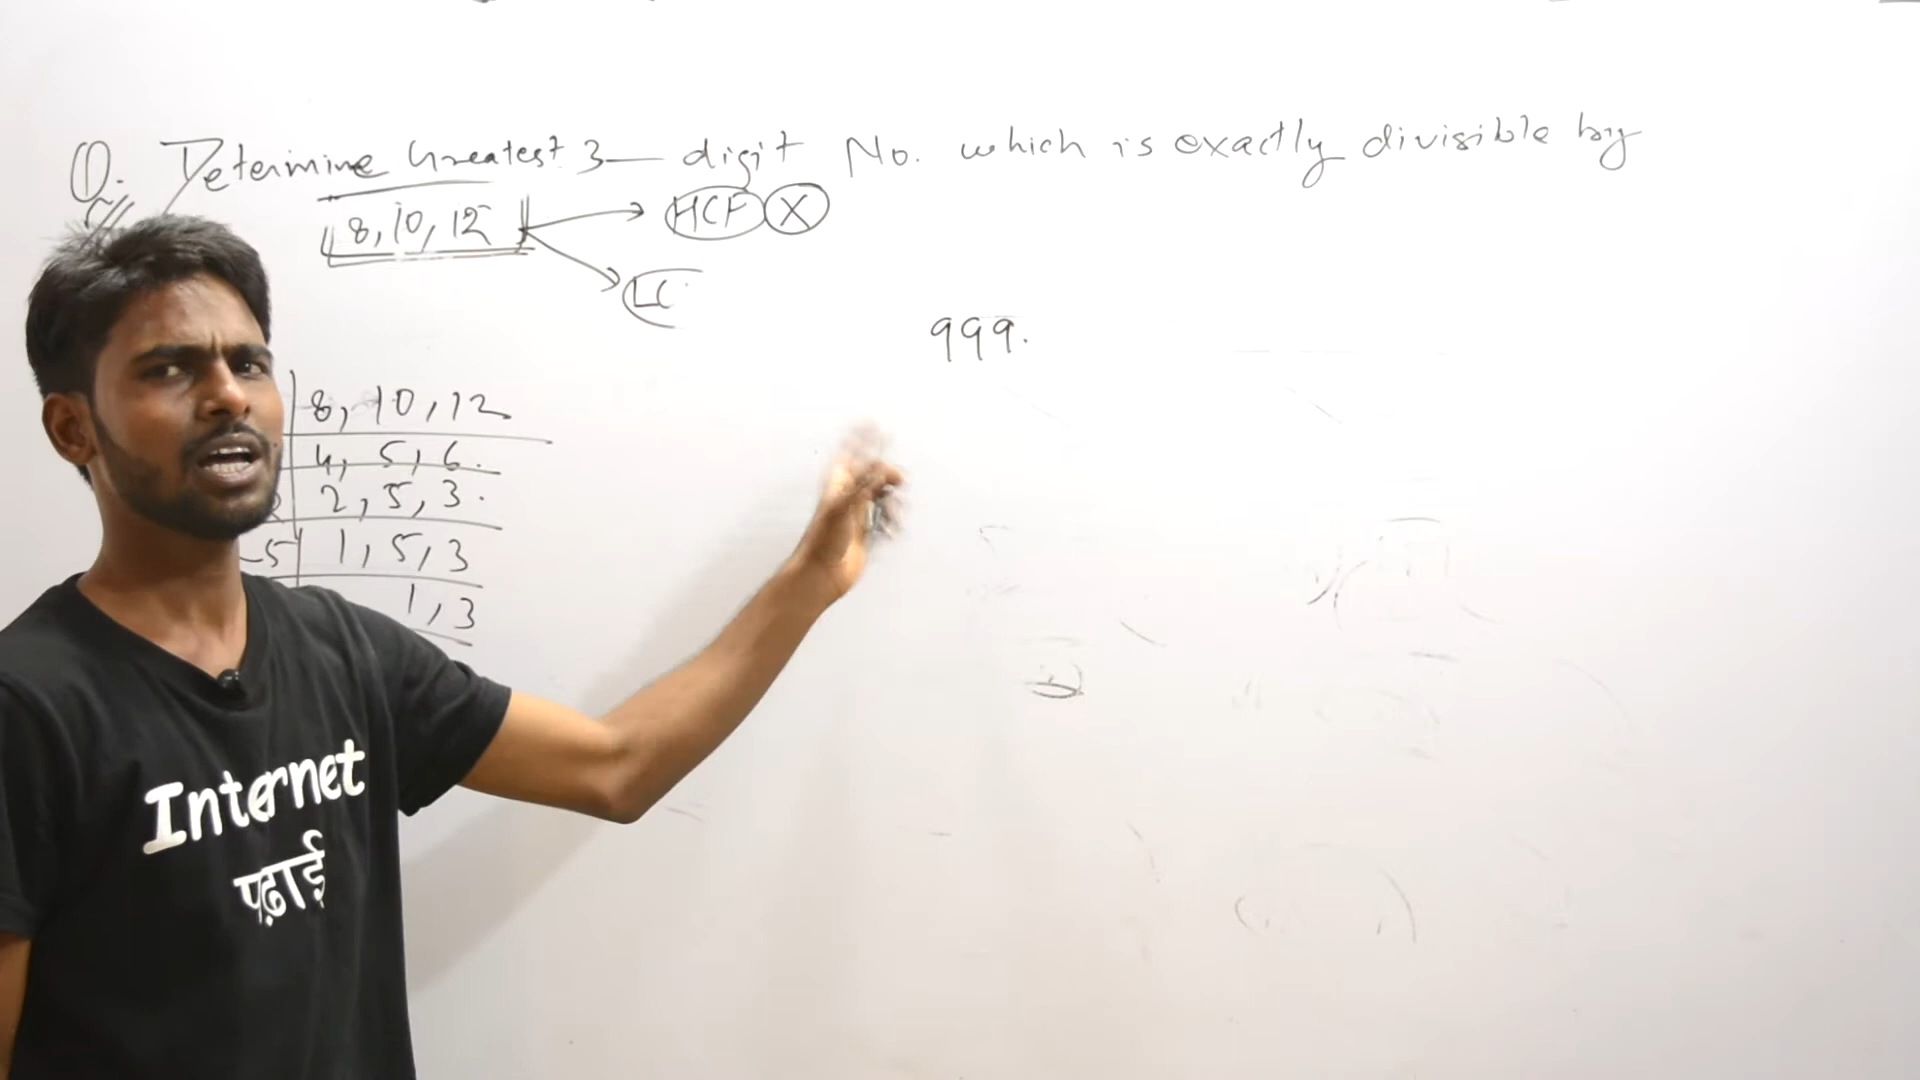 Q. Determine Greatest 3- digit No. which is exactly divisible by
8, 10, 12 HCF X
LC
999.
8, 10, 12
4, 5, 6.
2, 5, 3.
5 1, 5, 3
1, 3
Internet
पढ़ाई